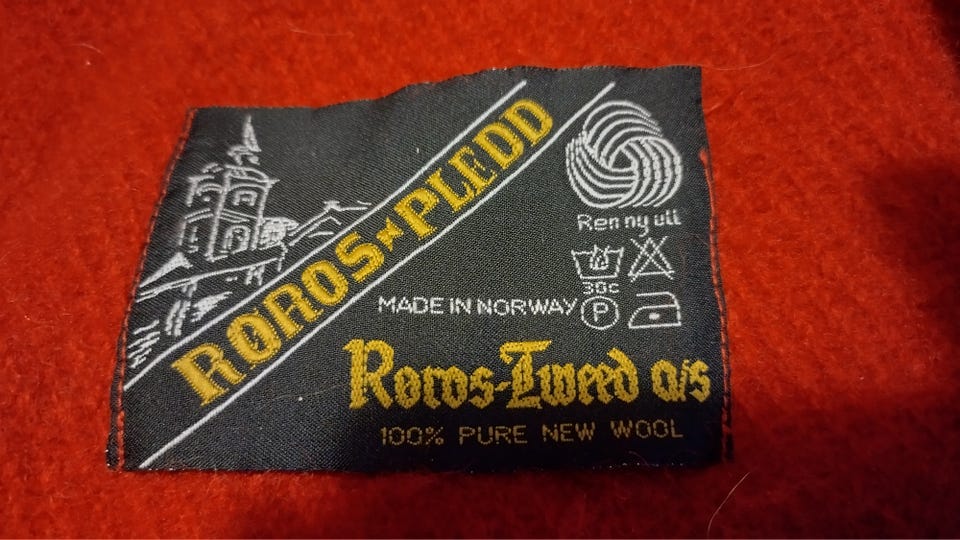 RØROS-PLEDD
Ren ny ull
30c
MADE IN NORWAY
P
Røros-Tweed a/s
100% PURE NEW WOOL